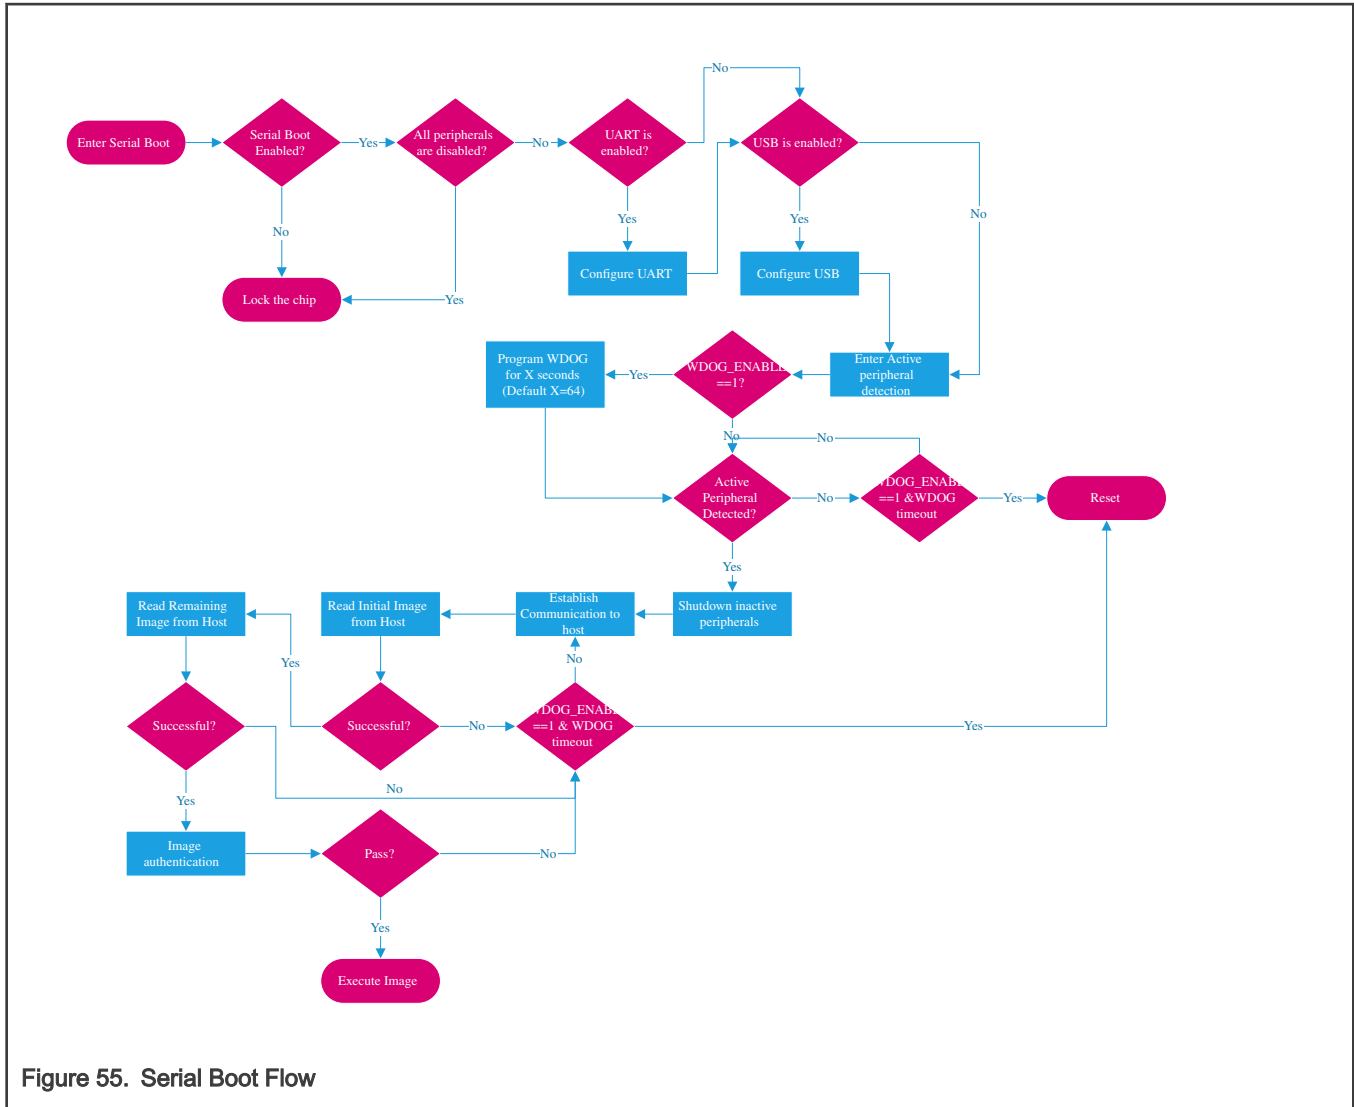 No
Enter Serial Boot
Serial Boot
Enabled?
Yes
All peripherals
are disabled?
No
UART is
enabled?
USB is enabled?
No
Yes
Yes
No
Configure UART
Configure USB
Lock the chip
Yes
Program WDOG
for X seconds
(Default X=64)
Yes
WDOG_ENABLE
==1?
Enter Active
peripheral
detection
No
No
Active
Peripheral
Detected?
No
WDOG_ENABL
==1 &WDOG
timeout
Yes
Reset
Yes
Read Remaining
Image from Host
Read Initial Image
from Host
Establish
Communication to
host
Shutdown inactive
peripherals
Yes
No
Successful?
Successful?
No
WDOG_ENABL
==1 & WDOG
timeout
Yes
No
Yes
Image
authentication
Pass?
No
Yes
Execute Image
Figure 55. Serial Boot Flow